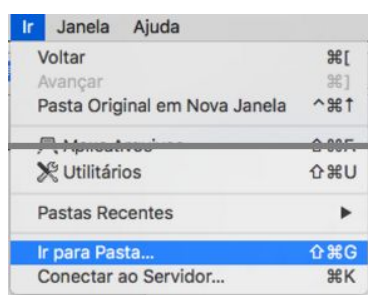 Ir Janela Ajuda
Voltar ⌘[
Avançar ⌘]
Pasta Original em Nova Janela ^⌘↑
Utilitários ⇧⌘U
Pastas Recentes ▶
Ir para Pasta... ⇧⌘G
Conectar ao Servidor... ⌘K